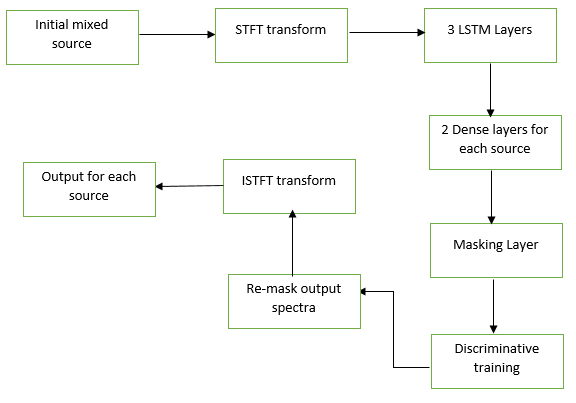 Initial mixed
source
STFT transform
3 LSTM Layers
2 Dense layers for
each source
Masking Layer
Discriminative
training
Re-mask output
spectra
ISTFT transform
Output for each
source